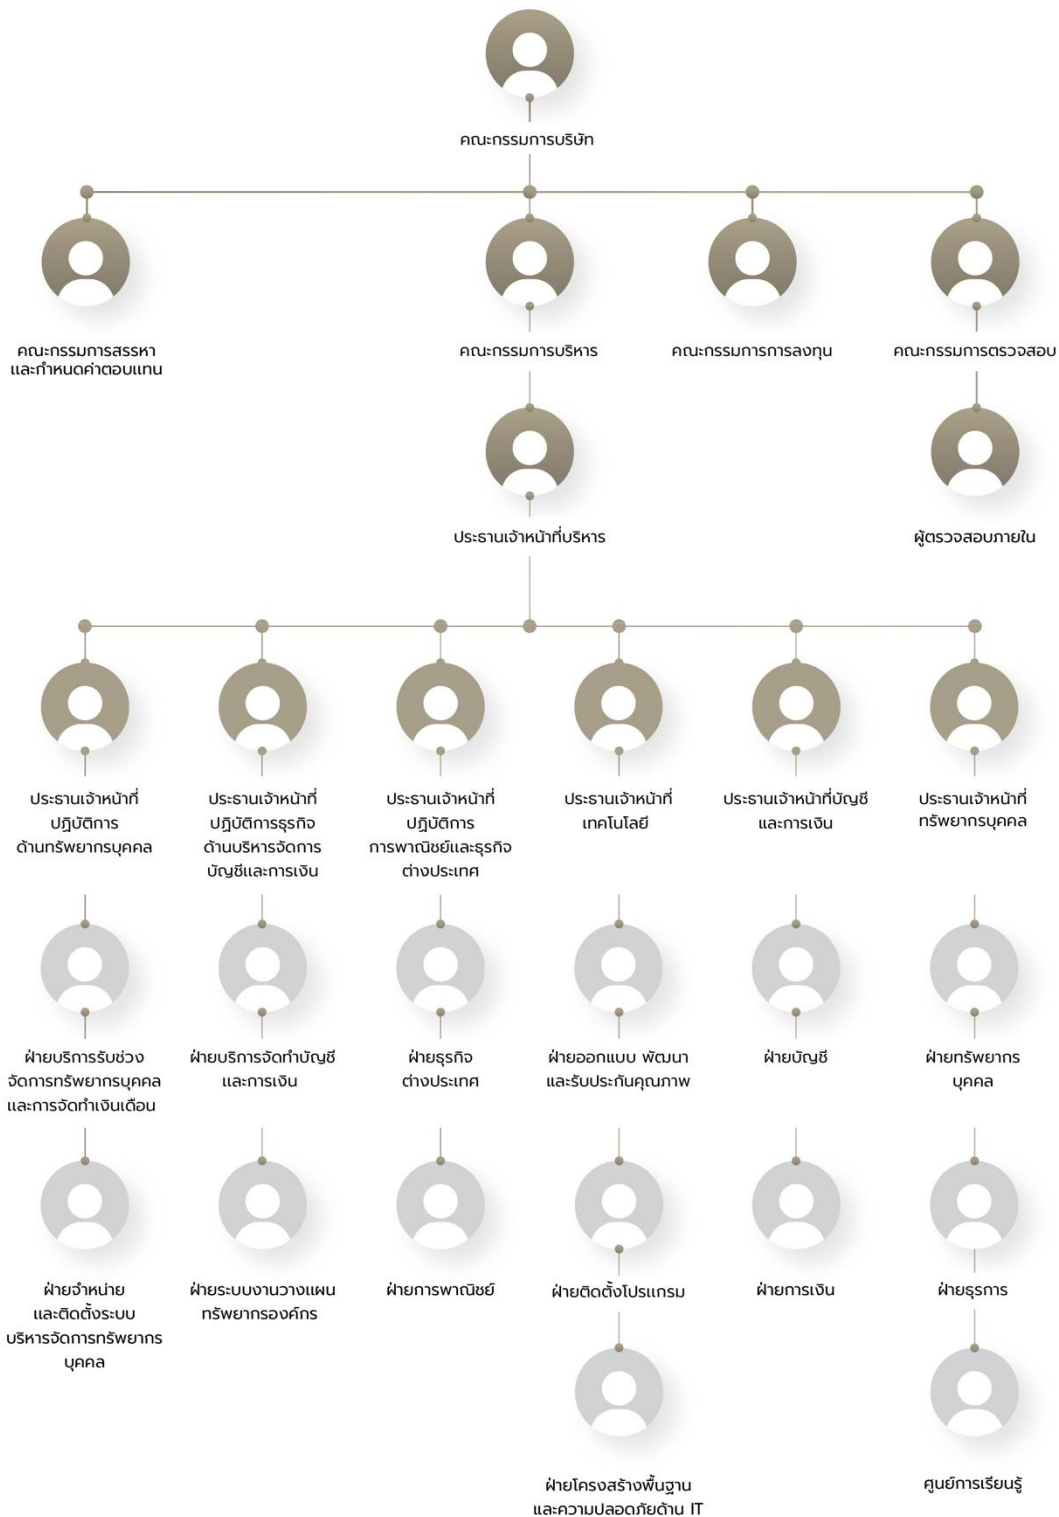 คณะกรรมการบริษัท
คณะกรรมการสรรหา
และกำหนดค่าตอบแทน
คณะกรรมการบริหาร
คณะกรรมการการลงทุน
คณะกรรมการตรวจสอบ
ประธานเจ้าหน้าที่บริหาร
ผู้ตรวจสอบภายใน
ประธานเจ้าหน้าที่
ปฏิบัติการ
ด้านทรัพยากรบุคคล
ประธานเจ้าหน้าที่
ปฏิบัติการธุรกิจ
ด้านบริหารจัดการ
บัญชีและการเงิน
ประธานเจ้าหน้าที่
ปฏิบัติการ
การพาณิชย์และธุรกิจ
ต่างประเทศ
ประธานเจ้าหน้าที่
เทคโนโลยี
ประธานเจ้าหน้าที่บัญชี
และการเงิน
ประธานเจ้าหน้าที่
ทรัพยากรบุคคล
ฝ่ายบริการรับช่วง
จัดการทรัพยากรบุคคล
และการจัดทำเงินเดือน
ฝ่ายบริการจัดทำบัญชี
และการเงิน
ฝ่ายธุรกิจ
ต่างประเทศ
ฝ่ายออกแบบ พัฒนา
และรับประกันคุณภาพ
ฝ่ายบัญชี
ฝ่ายทรัพยากร
บุคคล
ฝ่ายจำหน่าย
และติดตั้งระบบ
บริหารจัดการทรัพยากร
บุคคล
ฝ่ายระบบงานวางแผน
ทรัพยากรองค์กร
ฝ่ายการพาณิชย์
ฝ่ายติดตั้งโปรแกรม
ฝ่ายการเงิน
ฝ่ายธุรการ
ฝ่ายโครงสร้างพื้นฐาน
และความปลอดภัยด้าน IT
ศูนย์การเรียนรู้